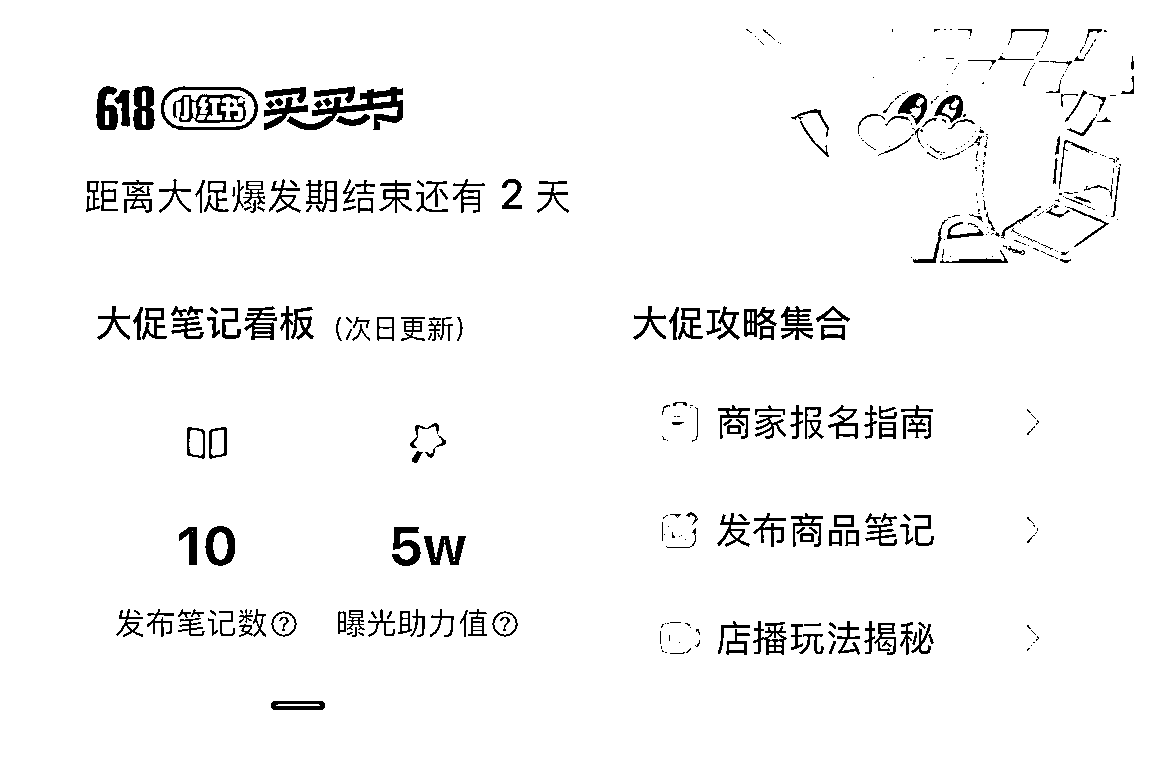 618 小红书 买买节
距离大促爆发期结束还有 2 天
大促笔记看板 (次日更新)
10
发布笔记数?
5w
曝光助力值?
大促攻略集合
商家报名指南
发布商品笔记
店播玩法揭秘